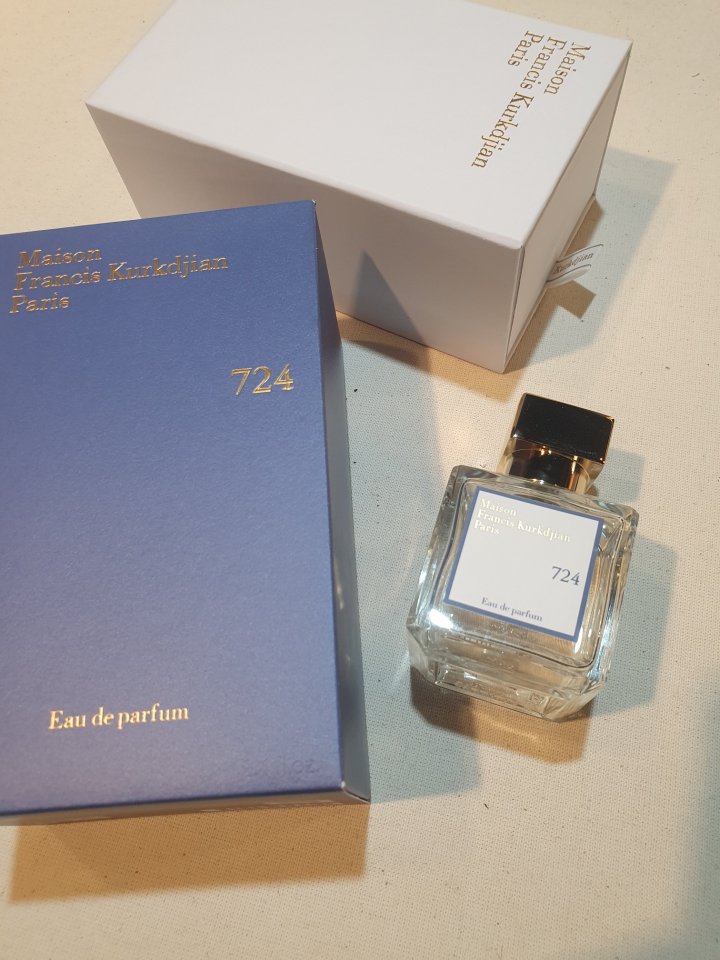 Maison
Francis Kurkdjian
Paris
Kurkdjian
Maison
Francis Kurkdjian
Paris
724
Eau de parfum
Maison
Francis Kurkdjian
Paris
724
Eau de parfum